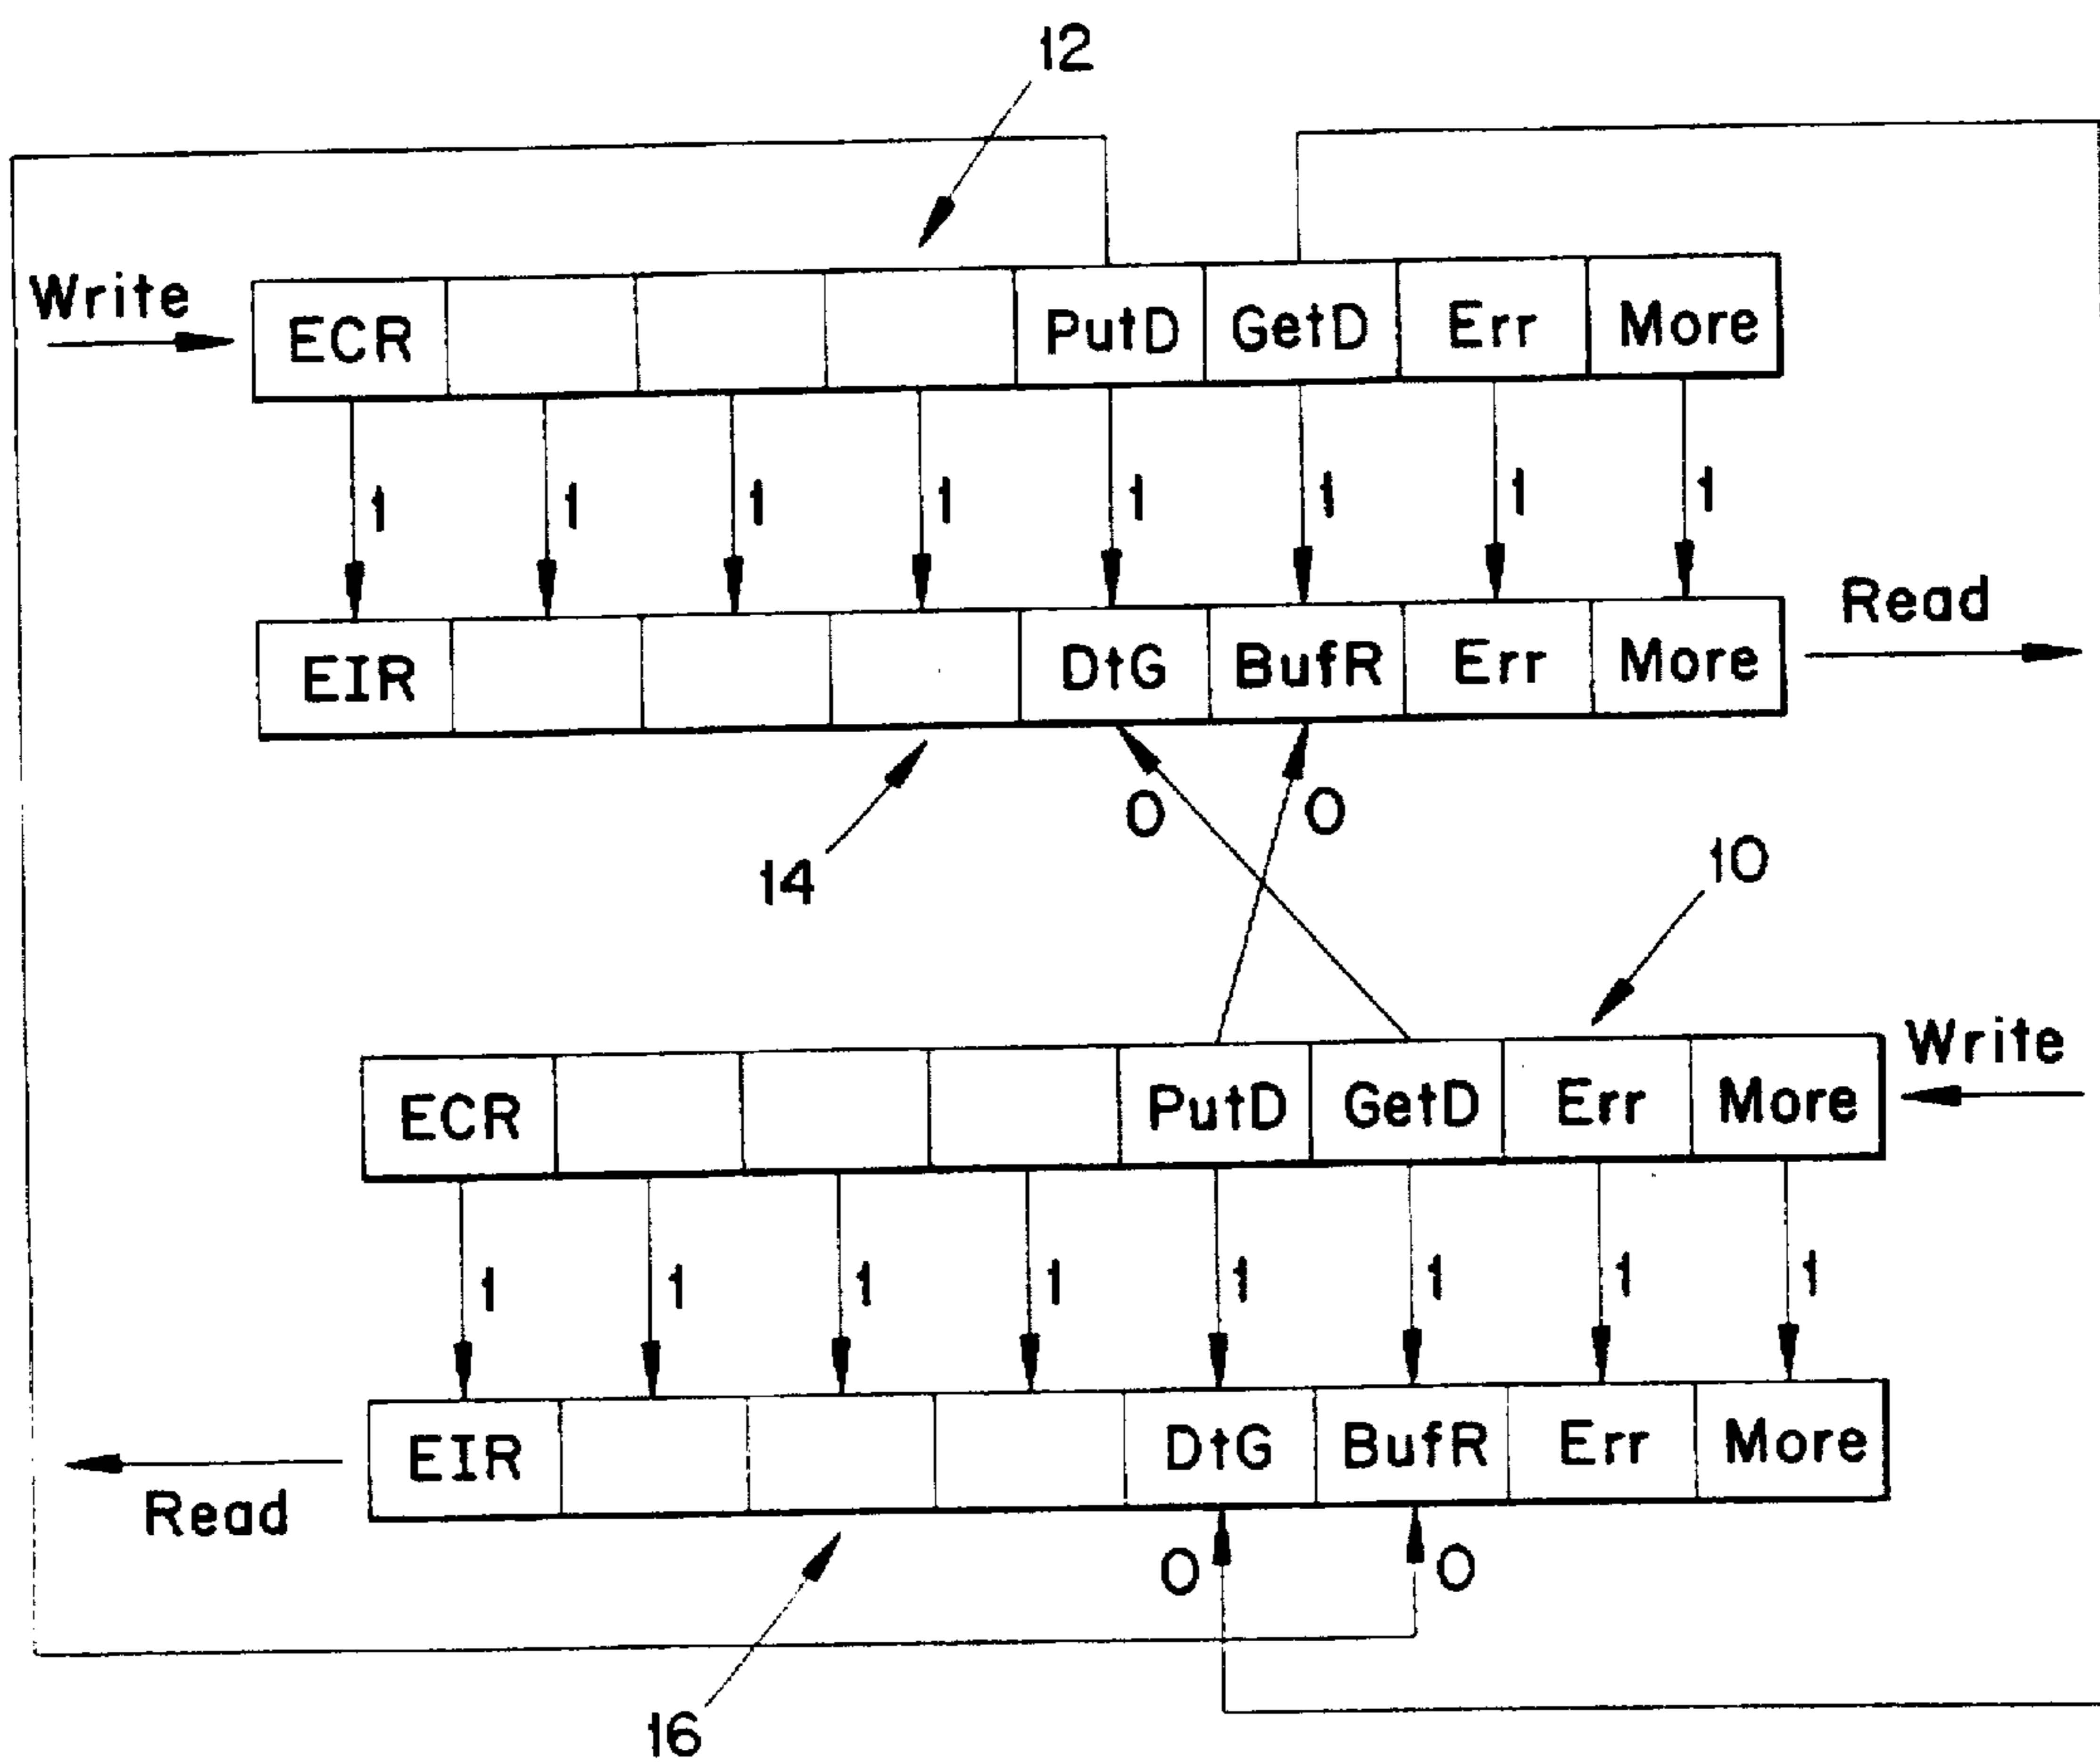 12
Write
ECR PutD GetD Err More
1 1 1 1 1 1 1 1
Read
EIR DtG BufR Err More
0 0
14
10
Write
ECR PutD GetD Err More
1 1 1 1 1 1 1 1
EIR DtG BufR Err More
Read
0 0
16